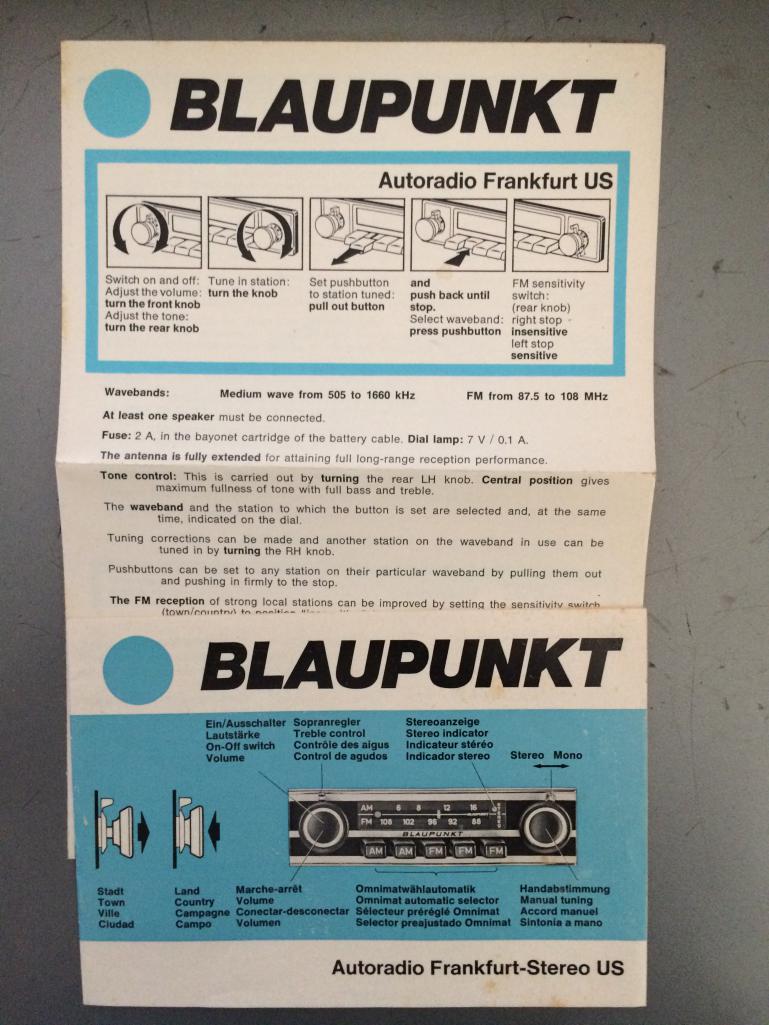 BLAUPUNKT
Autoradio Frankfurt US
Switch on and off:
Adjust the volume:
turn the front knob
Adjust the tone:
turn the rear knob
Tune in station:
turn the knob
Set pushbutton
to station tuned:
pull out button
and
push back until
stop.
Select waveband:
press pushbutton
FM sensitivity
switch:
(rear knob)
right stop -
insensitive
left stop
sensitive
Wavebands: Medium wave from 505 to 1660 kHz FM from 87.5 to 108 MHz
At least one speaker must be connected.
Fuse: 2 A, in the bayonet cartridge of the battery cable. Dial lamp: 7 V / 0.1 A.
The antenna is fully extended for attaining full long-range reception performance.
Tone control: This is carried out by turning the rear LH knob. Central position gives
maximum fullness of tone with full bass and treble.
The waveband and the station to which the button is set are selected and, at the same
time, indicated on the dial.
Tuning corrections can be made and another station on the waveband in use can be
tuned in by turning the RH knob.
Pushbuttons can be set to any station on their particular waveband by pulling them out
and pushing in firmly to the stop.
The FM reception of strong local stations can be improved by setting the sensitivity switch
(town/country) to position
BLAUPUNKT
Ein/Ausschalter
Lautstärke
On-Off switch
Volume
Sopranregler
Treble control
Contrôle des aigus
Control de agudos
Stereoanzeige
Stereo indicator
Indicateur stéréo
Indicador stereo
Stereo Mono
AM 6 8 12 16
FM 108 102 96 92 88
BLAUPUNKT
BLAUPUNKT
AM AM FM FM FM
Stadt
Town
Ville
Ciudad
Land
Country
Campagne
Campo
Marche-arrêt
Volume
Conectar-desconectar
Volumen
Omnimatwählautomatik
Omnimat automatic selector
Sélecteur préréglé Omnimat
Selector preajustado Omnimat
Handabstimmung
Manual tuning
Accord manuel
Sintonía a mano
Autoradio Frankfurt-Stereo US